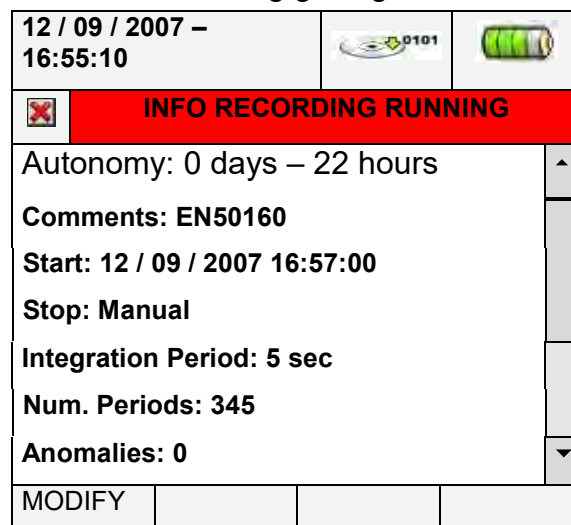 12 / 09 / 2007 –
16:55:10
0101
INFO RECORDING RUNNING
Autonomy: 0 days – 22 hours
Comments: EN50160
Start: 12 / 09 / 2007 16:57:00
Stop: Manual
Integration Period: 5 sec
Num. Periods: 345
Anomalies: 0
MODIFY